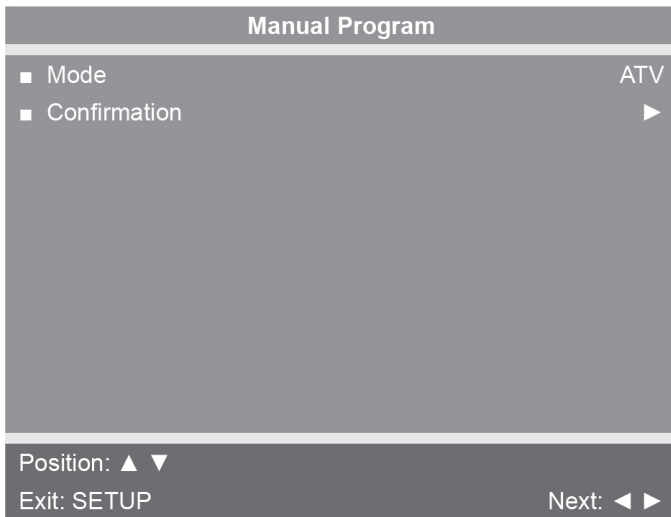 Manual Program
■ Mode ATV
■ Confirmation ►
Position: ▲ ▼
Exit: SETUP Next: ◄ ►